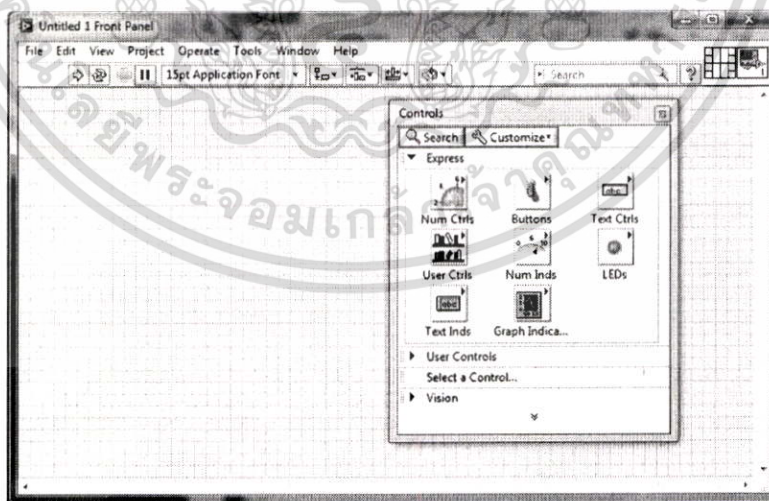 Untitled 1 Front Panel
File Edit View Project Operate Tools Window Help
15pt Application Font
Search
Controls
Search Customize
Express
Num Ctrls Buttons Text Ctrls
User Ctrls Num Inds LEDs
Text Inds Graph Indica...
User Controls
Select a Control...
Vision